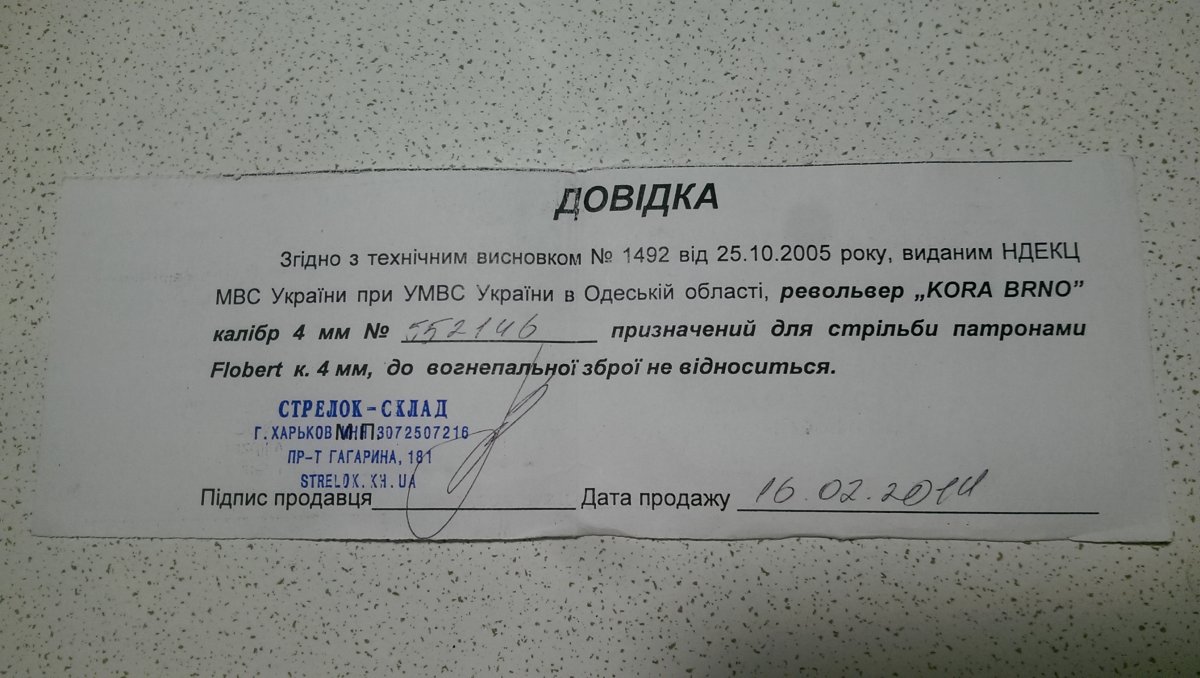 ДОВІДКА
Згідно з технічним висновком № 1492 від 25.10.2005 року, виданим НДЕКЦ
МВС України при УМВС України в Одеській області, револьвер „KORA BRNO”
калібр 4 мм № 552146 призначений для стрільби патронами
Flobert к. 4 мм, до вогнепальної зброї не відноситься.
СТРЕЛОК-СКЛАД
Г.ХАРЬКОВ ИНН 3072507216
М.П.
ПР-Т ГАГАРИНА, 181
STRELOK.KH.UA
Підпис продавця Дата продажу 16.02.2014